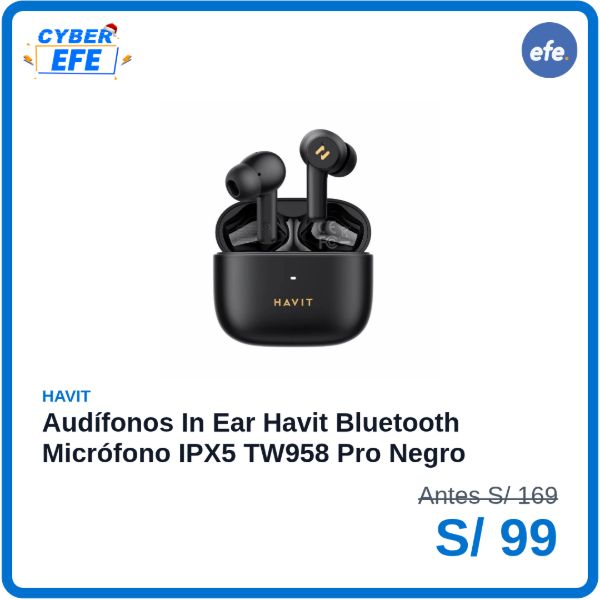 CYBER
EFE
efe.
HAVIT
HAVIT
Audífonos In Ear Havit Bluetooth
Micrófono IPX5 TW958 Pro Negro
Antes S/ 169
S/ 99